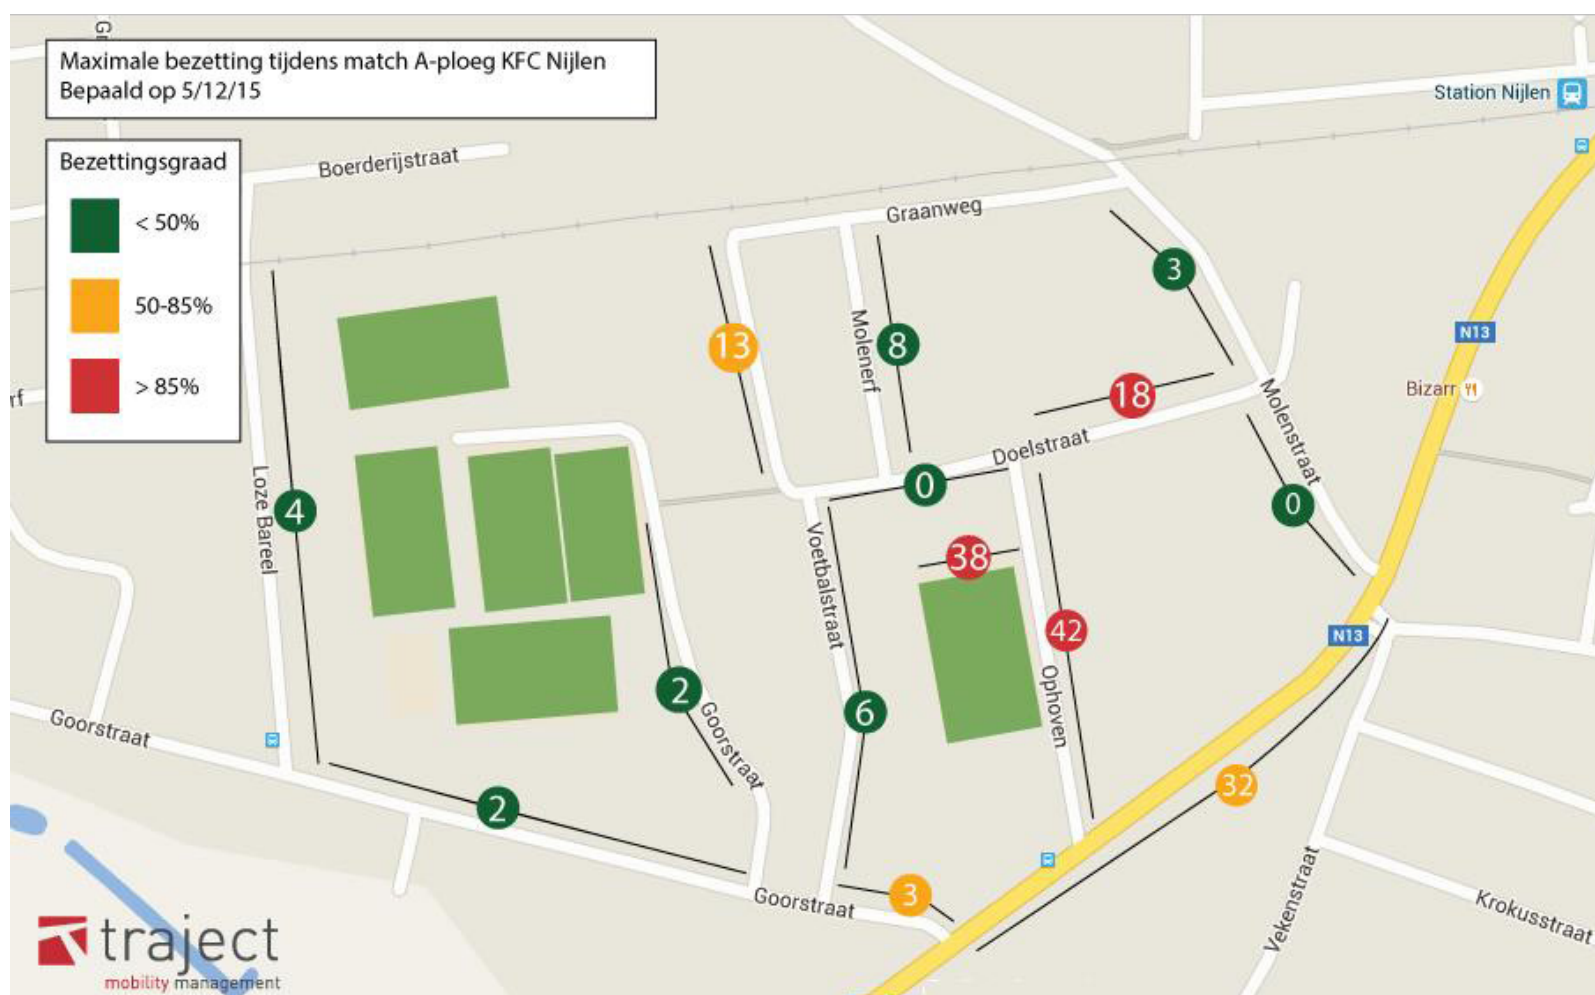 Gr
Maximale bezetting tijdens match A-ploeg KFC Nijlen
Bepaald op 5/12/15
Station Nijlen
Bezettingsgraad
< 50%
50-85%
> 85%
Boerderijstraat
Graanweg
3
N13
13
8
Molenerf
18
Bizarr
rf
Molenstraat
Doelstraat
Loze Bareel
4
0
0
Voetbalstraat
38
42
N13
2
6
Ophoven
Goorstraat
Goorstraat
2
32
3
Goorstraat
Vekenstraat
Krokusstraat
traject
mobility management